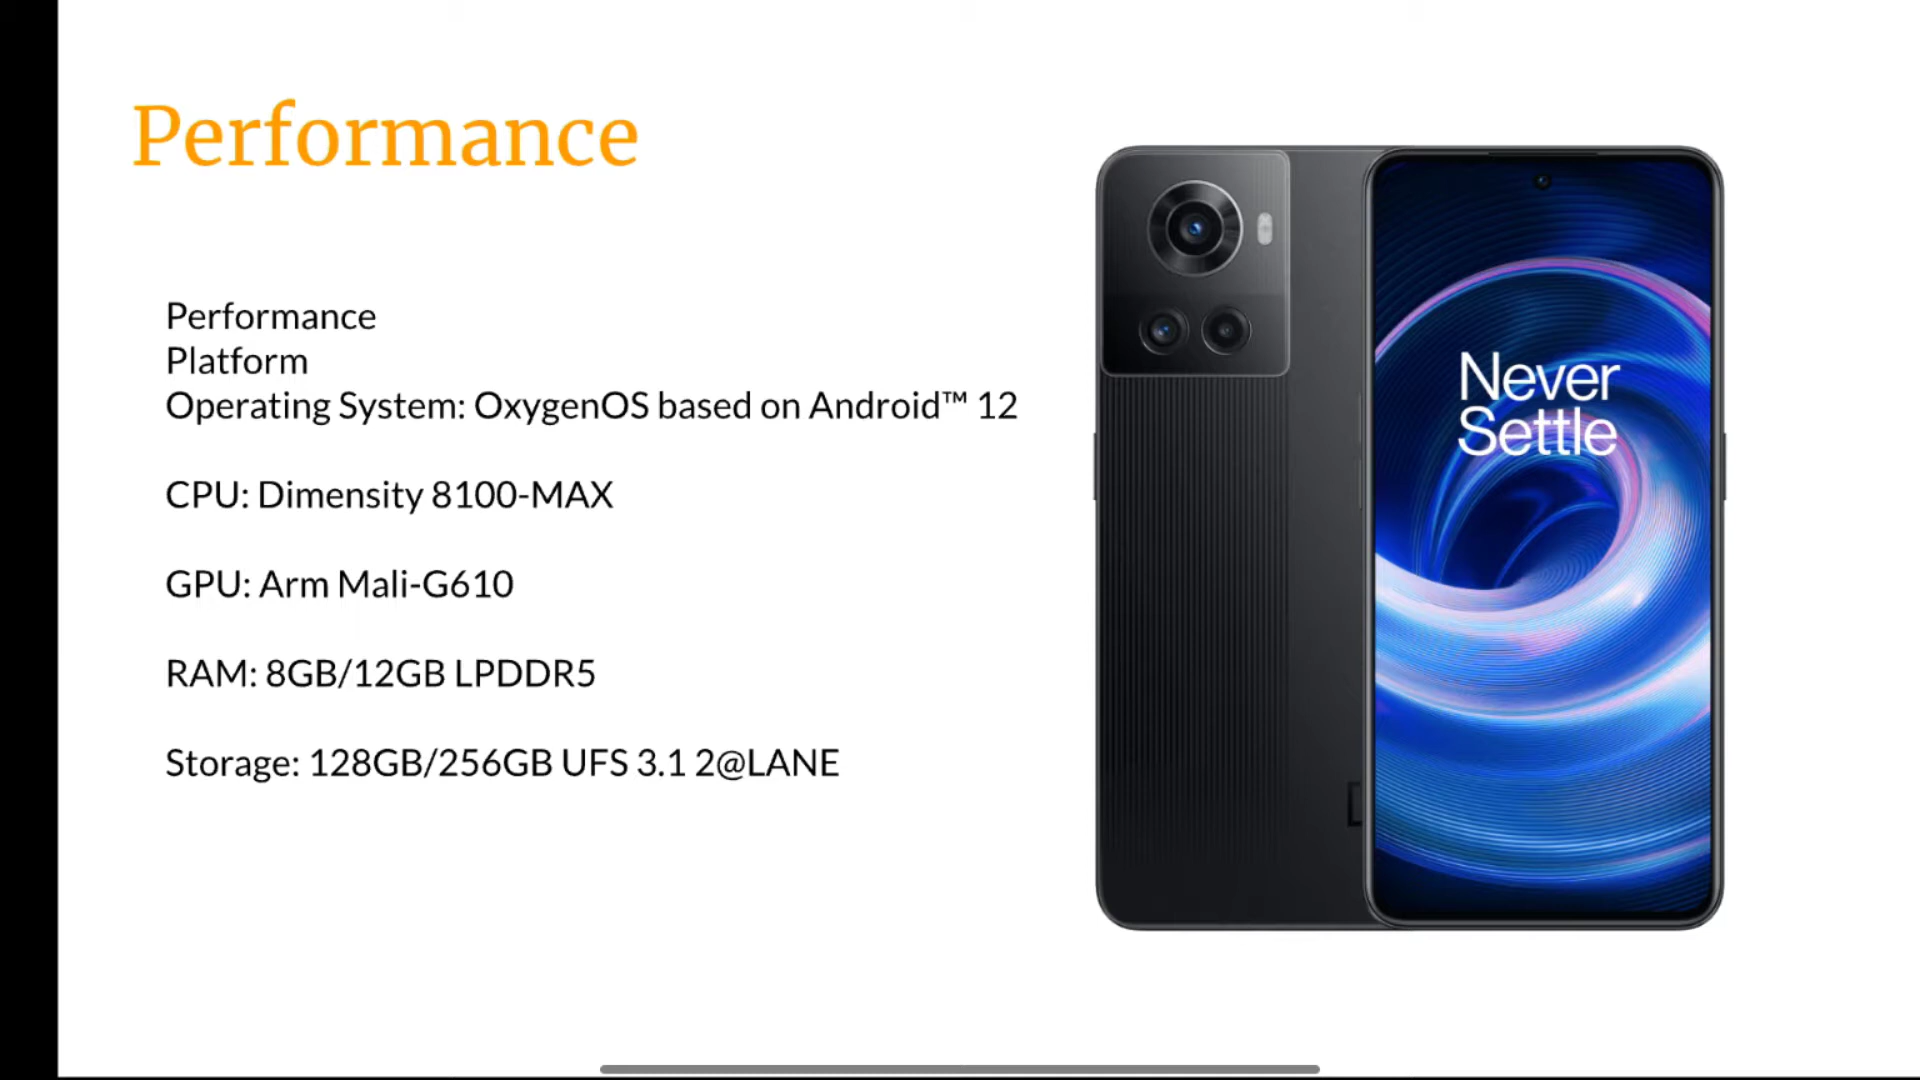 Performance
Performance
Platform
Operating System: OxygenOS based on Android™ 12
CPU: Dimensity 8100-MAX
GPU: Arm Mali-G610
RAM: 8GB/12GB LPDDR5
Storage: 128GB/256GB UFS 3.1 2@LANE
Never
Settle